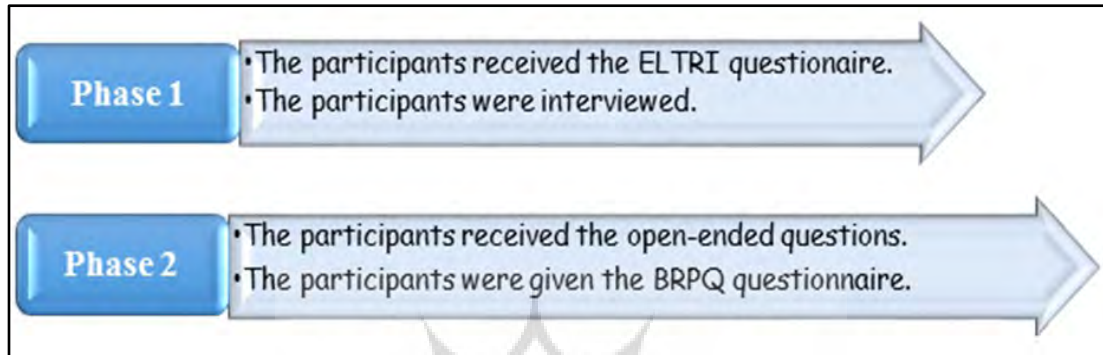 Phase 1
•The participants received the ELTRI questionaire.
•The participants were interviewed.
Phase 2
•The participants received the open-ended questions.
•The participants were given the BRPQ questionnaire.